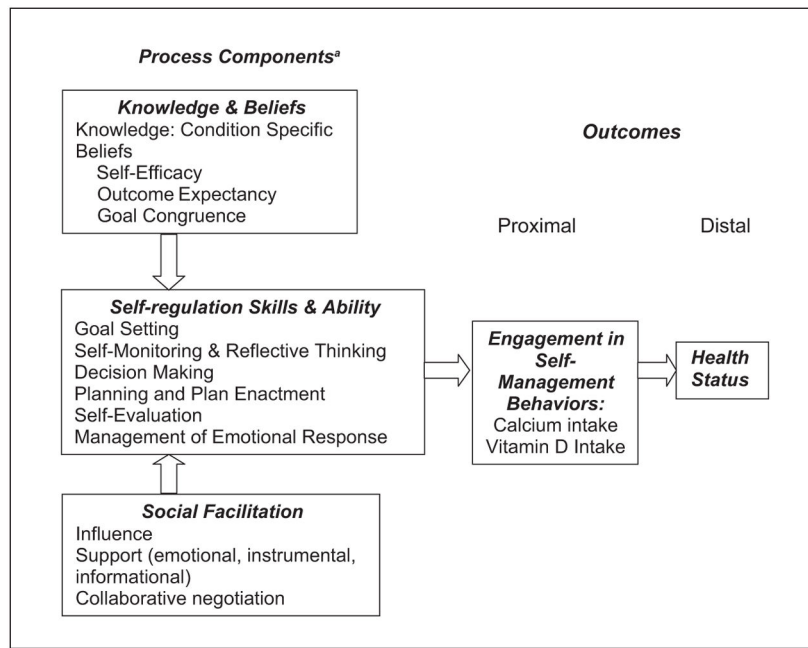 Process Componentsª
Knowledge & Beliefs
Knowledge: Condition Specific
Beliefs
Self-Efficacy
Outcome Expectancy
Goal Congruence
Self-regulation Skills & Ability
Goal Setting
Self-Monitoring & Reflective Thinking
Decision Making
Planning and Plan Enactment
Self-Evaluation
Management of Emotional Response
Social Facilitation
Influence
Support (emotional, instrumental,
informational)
Collaborative negotiation
Outcomes
Proximal
Distal
Engagement in
Self-
Management
Behaviors:
Calcium intake
Vitamin D Intake
Health
Status